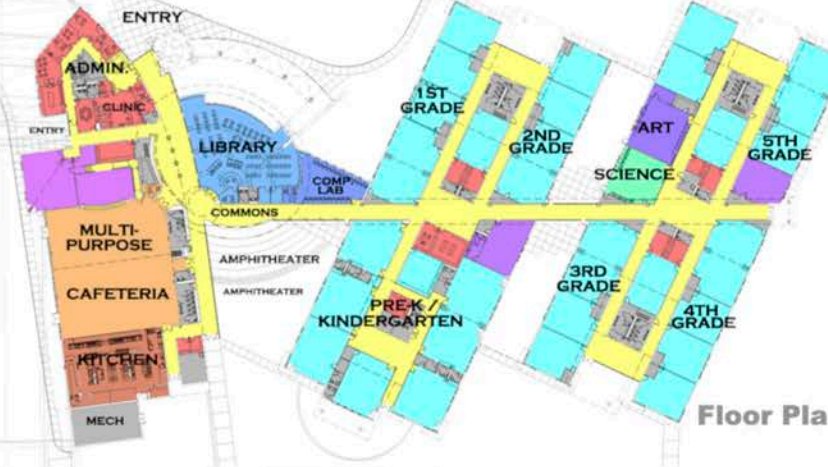 ENTRY
ADMIN.
CLINIC
ENTRY
LIBRARY
COMP.
LAB
COMMONS
MULTI-
PURPOSE
CAFETERIA
KITCHEN
MECH
AMPHITHEATER
AMPHITHEATER
1ST
GRADE
2ND
GRADE
PRE-K /
KINDERGARTEN
ART
SCIENCE
5TH
GRADE
3RD
GRADE
4TH
GRADE
Floor Pla